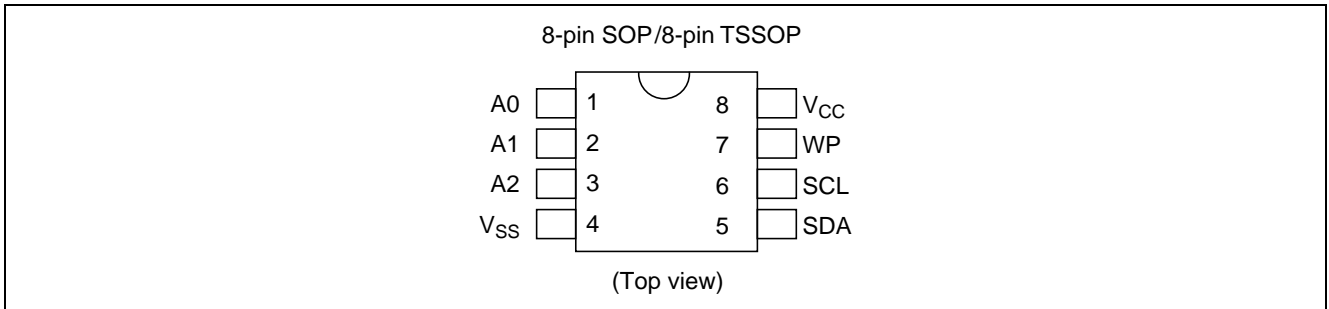 8-pin SOP/8-pin TSSOP
A0 1 8 VCC
A1 2 7 WP
A2 3 6 SCL
VSS 4 5 SDA
(Top view)